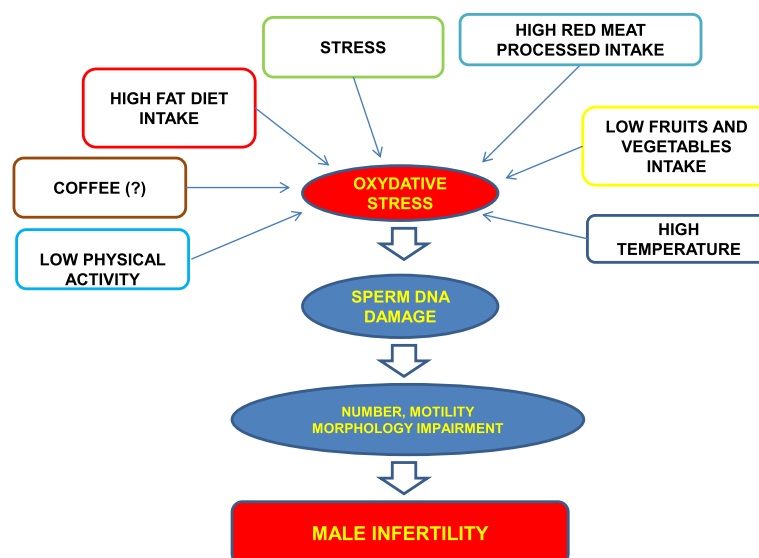 STRESS
HIGH RED MEAT
PROCESSED INTAKE
HIGH FAT DIET
INTAKE
LOW FRUITS AND
VEGETABLES
INTAKE
COFFEE (?)
OXYDATIVE
STRESS
LOW PHYSICAL
ACTIVITY
HIGH
TEMPERATURE
SPERM DNA
DAMAGE
NUMBER, MOTILITY
MORPHOLOGY IMPAIRMENT
MALE INFERTILITY